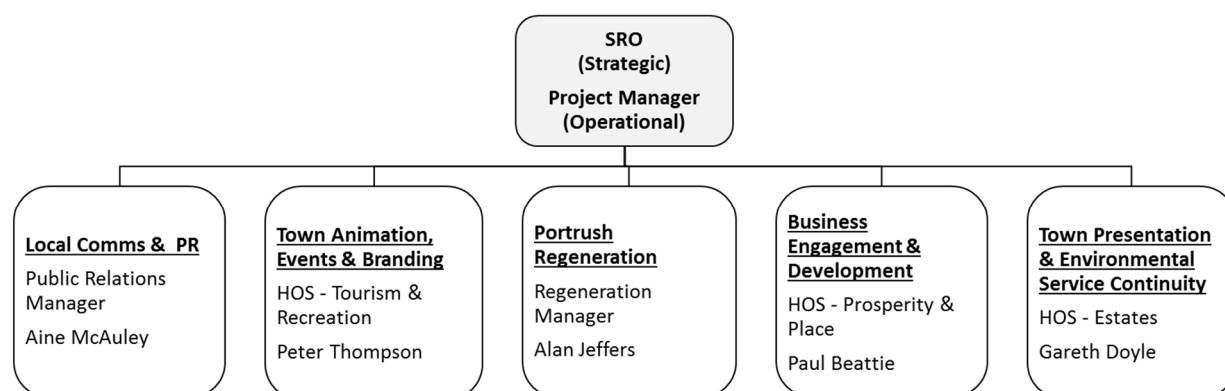 SRO
(Strategic)
Project Manager
(Operational)
Local Comms & PR
Public Relations
Manager
Aine McAuley
Town Animation,
Events & Branding
HOS - Tourism &
Recreation
Peter Thompson
Portrush
Regeneration
Regeneration
Manager
Alan Jeffers
Business
Engagement &
Development
HOS - Prosperity &
Place
Paul Beattie
Town Presentation
& Environmental
Service Continuity
HOS - Estates
Gareth Doyle